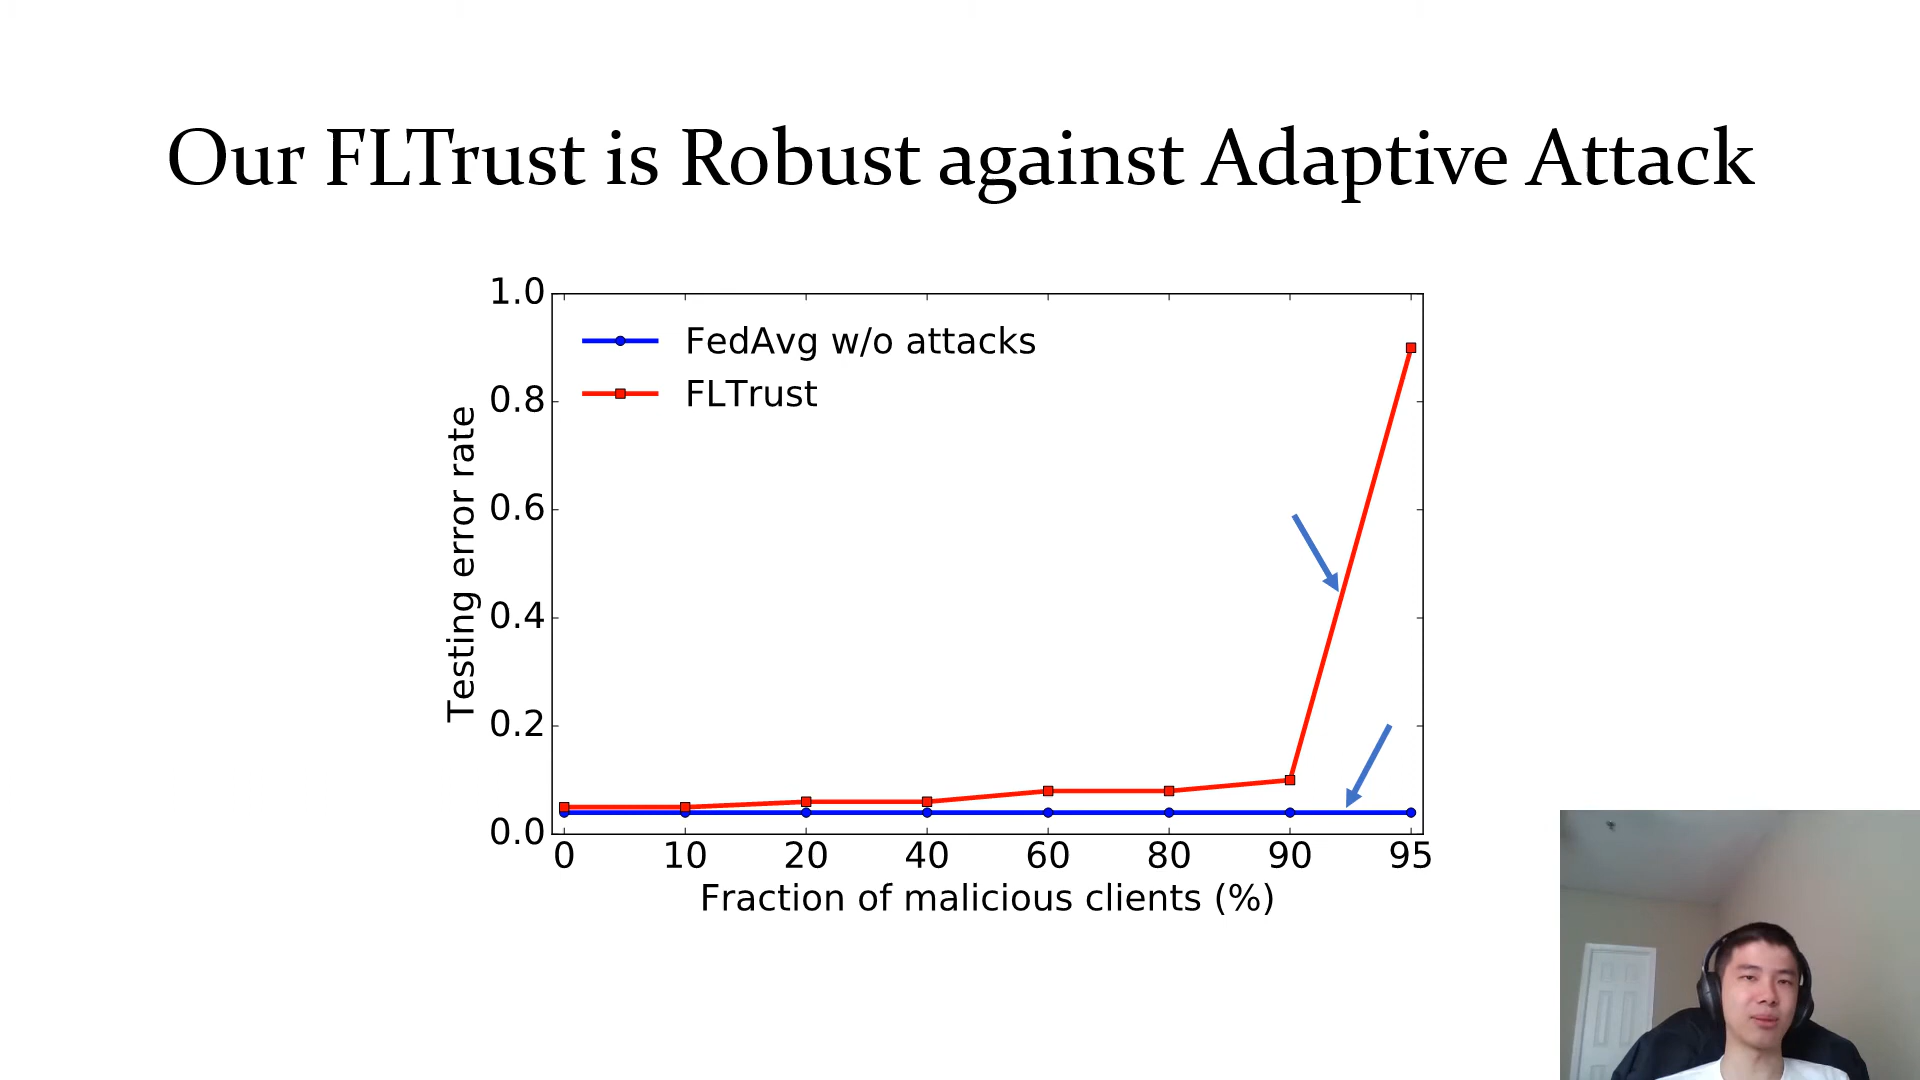 Our FLTrust is Robust against Adaptive Attack
1.0
0.8
0.6
0.4
0.2
0.0
Testing error rate
FedAvg w/o attacks
FLTrust
0 10 20 40 60 80 90 95
Fraction of malicious clients (%)